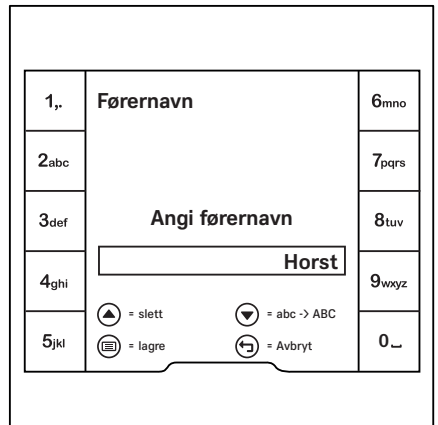 Førernavn
1,.
2abc
3def
4ghi
5jkl
6mno
7pqrs
8tuv
9wxyz
0⎵
Angi førernavn
Horst
= slett
= abc -> ABC
= lagre
= Avbryt